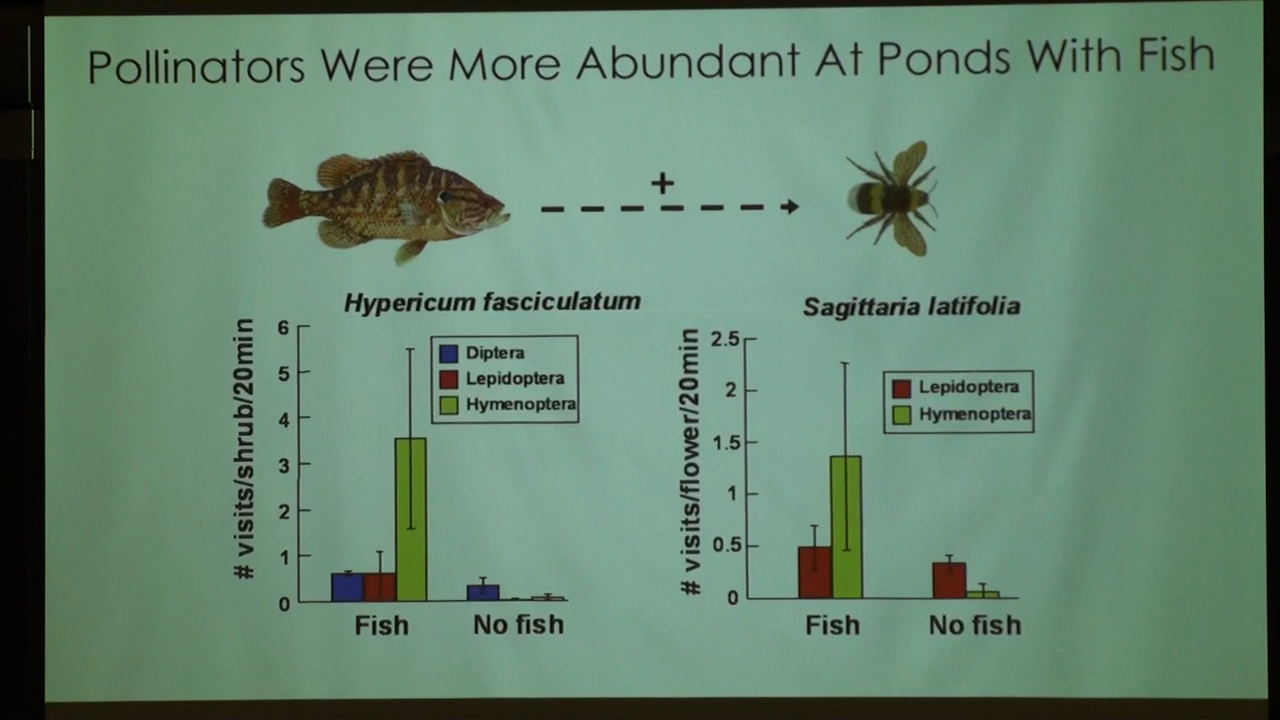 Pollinators Were More Abundant At Ponds With Fish
+
Hypericum fasciculatum
# visits/shrub/20min
6
5
4
3
2
1
0
Diptera
Lepidoptera
Hymenoptera
Fish
No fish
Sagittaria latifolia
# visits/flower/20min
2.5
2
1.5
1
0.5
0
Lepidoptera
Hymenoptera
Fish
No fish